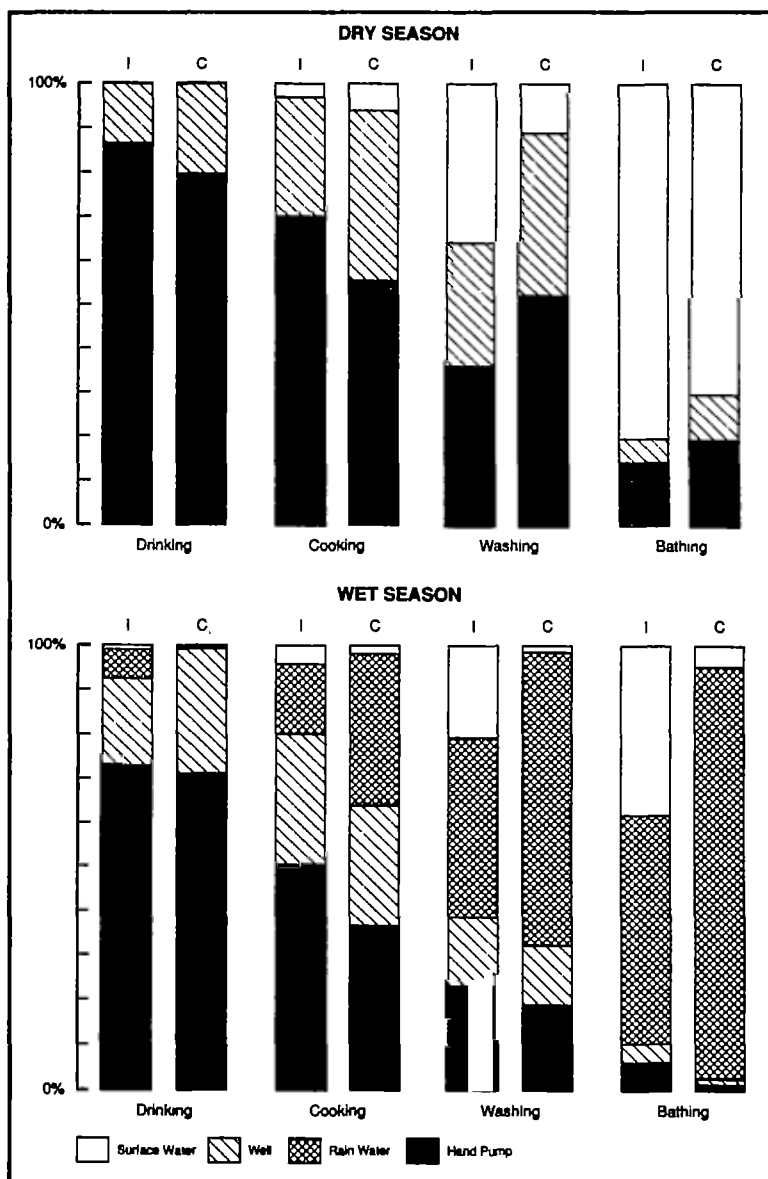 DRY SEASON
I C I C I C I C
100%
0%
Drinking Cooking Washing Bathing
WET SEASON
I C I C I C I C
100%
0%
Drinking Cooking Washing Bathing
Surface Water Well Rain Water Hand Pump